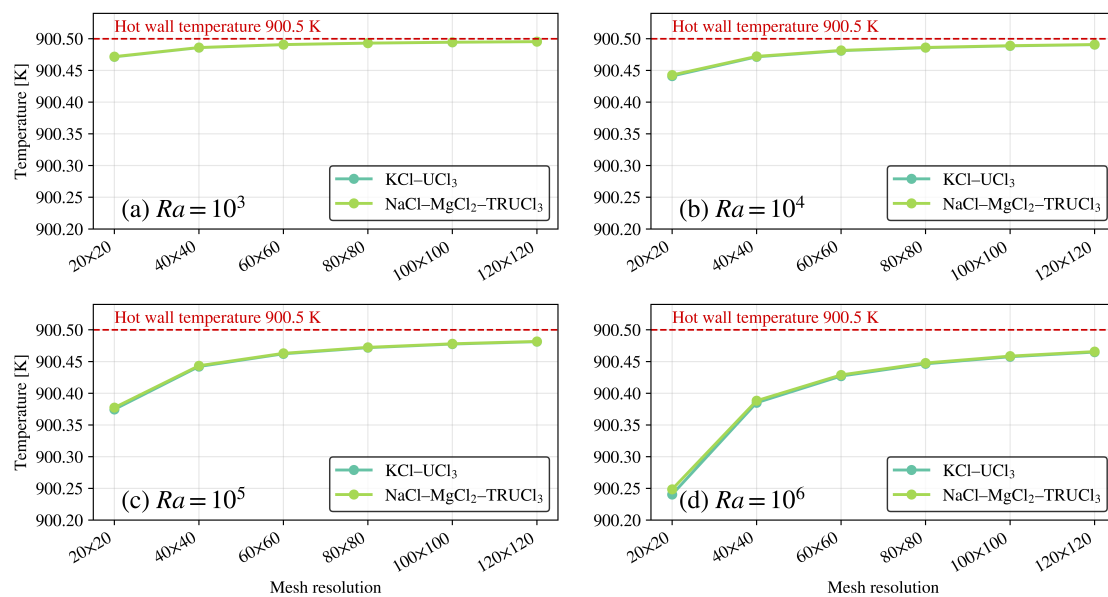 Hot wall temperature 900.5 K
900.50
900.45
900.40
900.35
900.30
900.25
900.20
Temperature [K]
KCl–UCl₃
NaCl–MgCl₂–TRUCl₃
(a) Ra = 10³
20×20
40×40
60×60
80×80
100×100
120×120
Hot wall temperature 900.5 K
900.50
900.45
900.40
900.35
900.30
900.25
900.20
KCl–UCl₃
NaCl–MgCl₂–TRUCl₃
(b) Ra = 10⁴
20×20
40×40
60×60
80×80
100×100
120×120
Hot wall temperature 900.5 K
900.50
900.45
900.40
900.35
900.30
900.25
900.20
Temperature [K]
KCl–UCl₃
NaCl–MgCl₂–TRUCl₃
(c) Ra = 10⁵
20×20
40×40
60×60
80×80
100×100
120×120
Mesh resolution
Hot wall temperature 900.5 K
900.50
900.45
900.40
900.35
900.30
900.25
900.20
KCl–UCl₃
NaCl–MgCl₂–TRUCl₃
(d) Ra = 10⁶
20×20
40×40
60×60
80×80
100×100
120×120
Mesh resolution